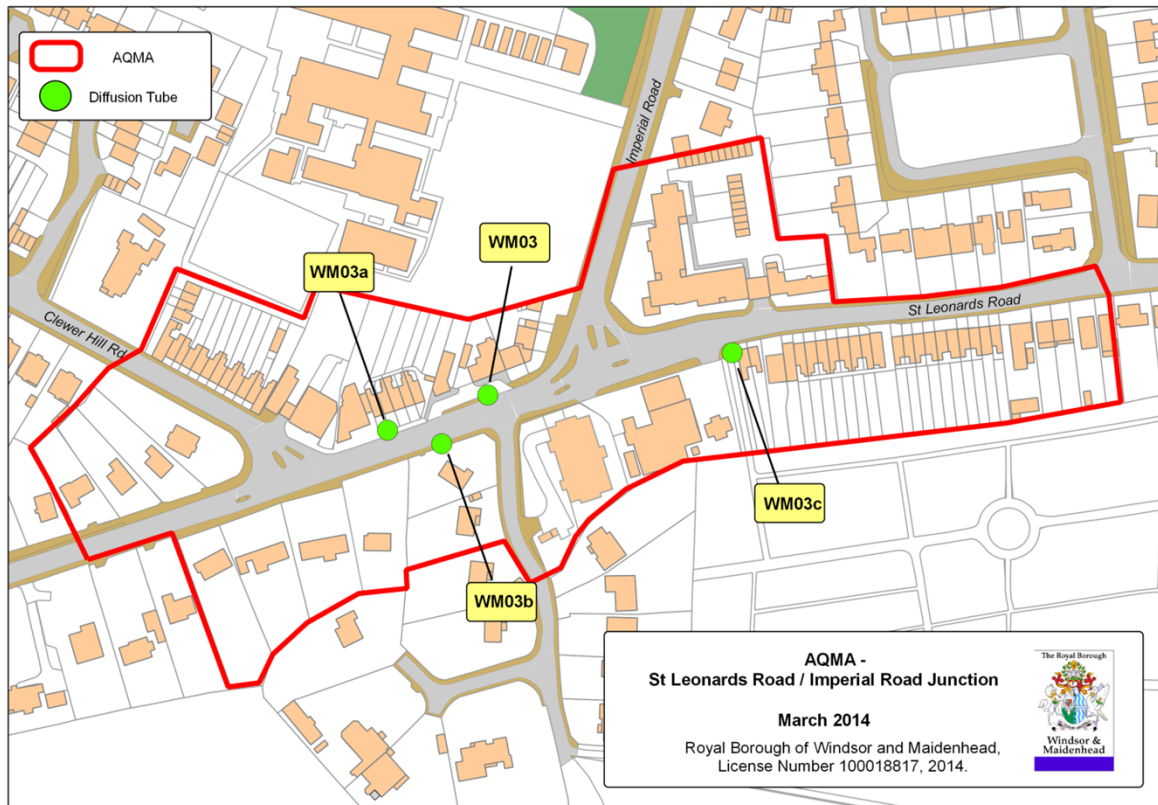 AQMA
Diffusion Tube
Imperial Road
WM03
WM03a
St Leonards Road
Clewer Hill Rd
WM03c
WM03b
AQMA -
St Leonards Road / Imperial Road Junction
March 2014
Royal Borough of Windsor and Maidenhead,
License Number 100018817, 2014.
The Royal Borough
Windsor &
Maidenhead